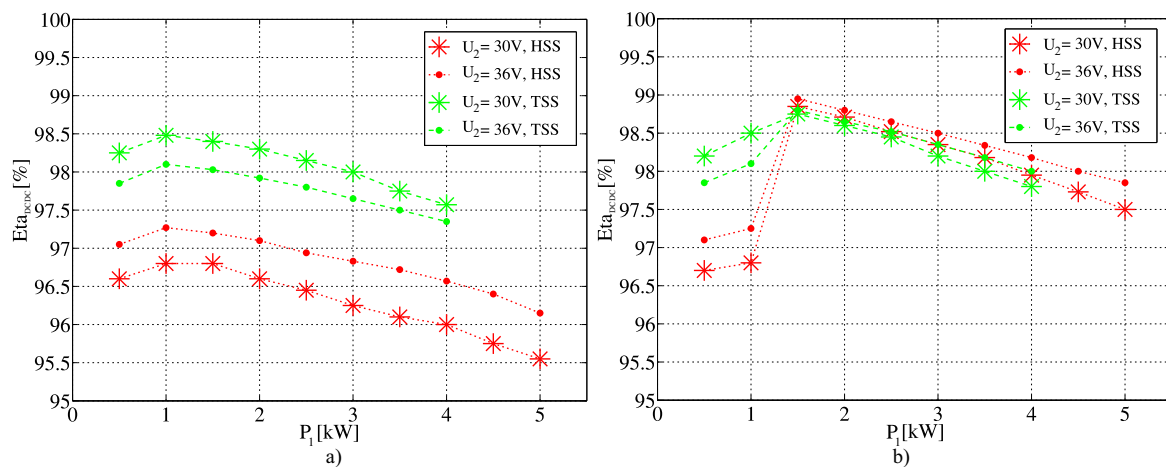 100
99.5
99
98.5
98
97.5
97
96.5
96
95.5
95
0 1 2 3 4 5
Eta_DCDC [%]
P_1 [kW]
U_2 = 30V, HSS
U_2 = 36V, HSS
U_2 = 30V, TSS
U_2 = 36V, TSS
a)
100
99.5
99
98.5
98
97.5
97
96.5
96
95.5
95
0 1 2 3 4 5
Eta_DCDC [%]
P_1 [kW]
U_2 = 30V, HSS
U_2 = 36V, HSS
U_2 = 30V, TSS
U_2 = 36V, TSS
b)